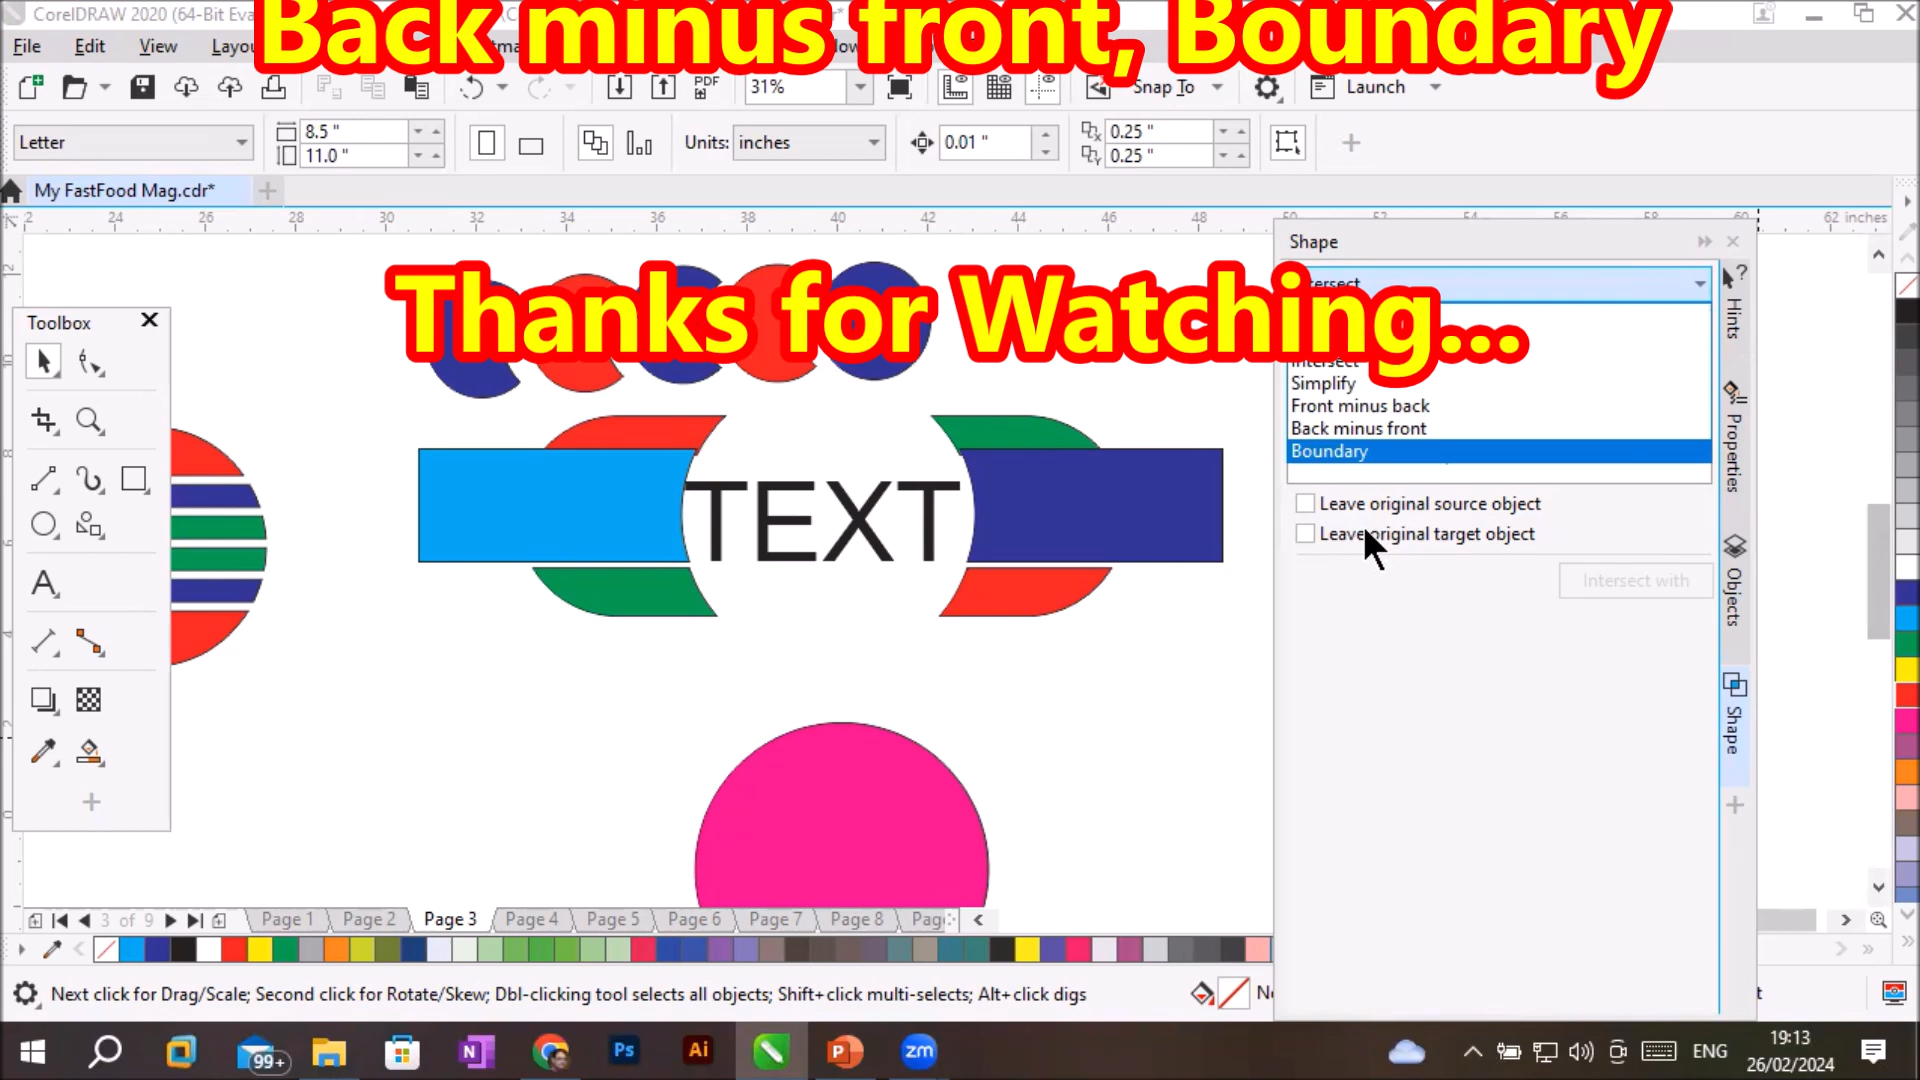 CorelDRAW 2020 (64-Bit Eva
Back minus front, Boundary
File Edit View
31%
PDF
Snap To
Launch
Letter
8.5 "
11.0 "
Units: inches
0.01 "
0.25 "
0.25 "
My FastFood Mag.cdr*
24 26 28 30 32 34 36 38 40 42 44 46 48 62 inches
Shape
Thanks for Watching...
Toolbox
Intersect
Simplify
Front minus back
Back minus front
Boundary
Leave original source object
Leave original target object
Intersect with
Hints
Properties
Objects
Shape
TEXT
3 of 9
Page 1 Page 2 Page 3 Page 4 Page 5 Page 6 Page 7 Page 8
Next click for Drag/Scale; Second click for Rotate/Skew; Dbl-clicking tool selects all objects; Shift+click multi-selects; Alt+click digs
99+
N
Ps
Ai
P
zm
ENG
19:13
26/02/2024